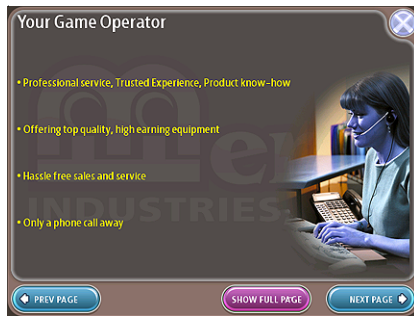 Your Game Operator
• Professional service, Trusted Experience, Product know-how
• Offering top quality, high earning equipment
• Hassle free sales and service
• Only a phone call away
INDUSTRIES
PREV PAGE
SHOW FULL PAGE
NEXT PAGE